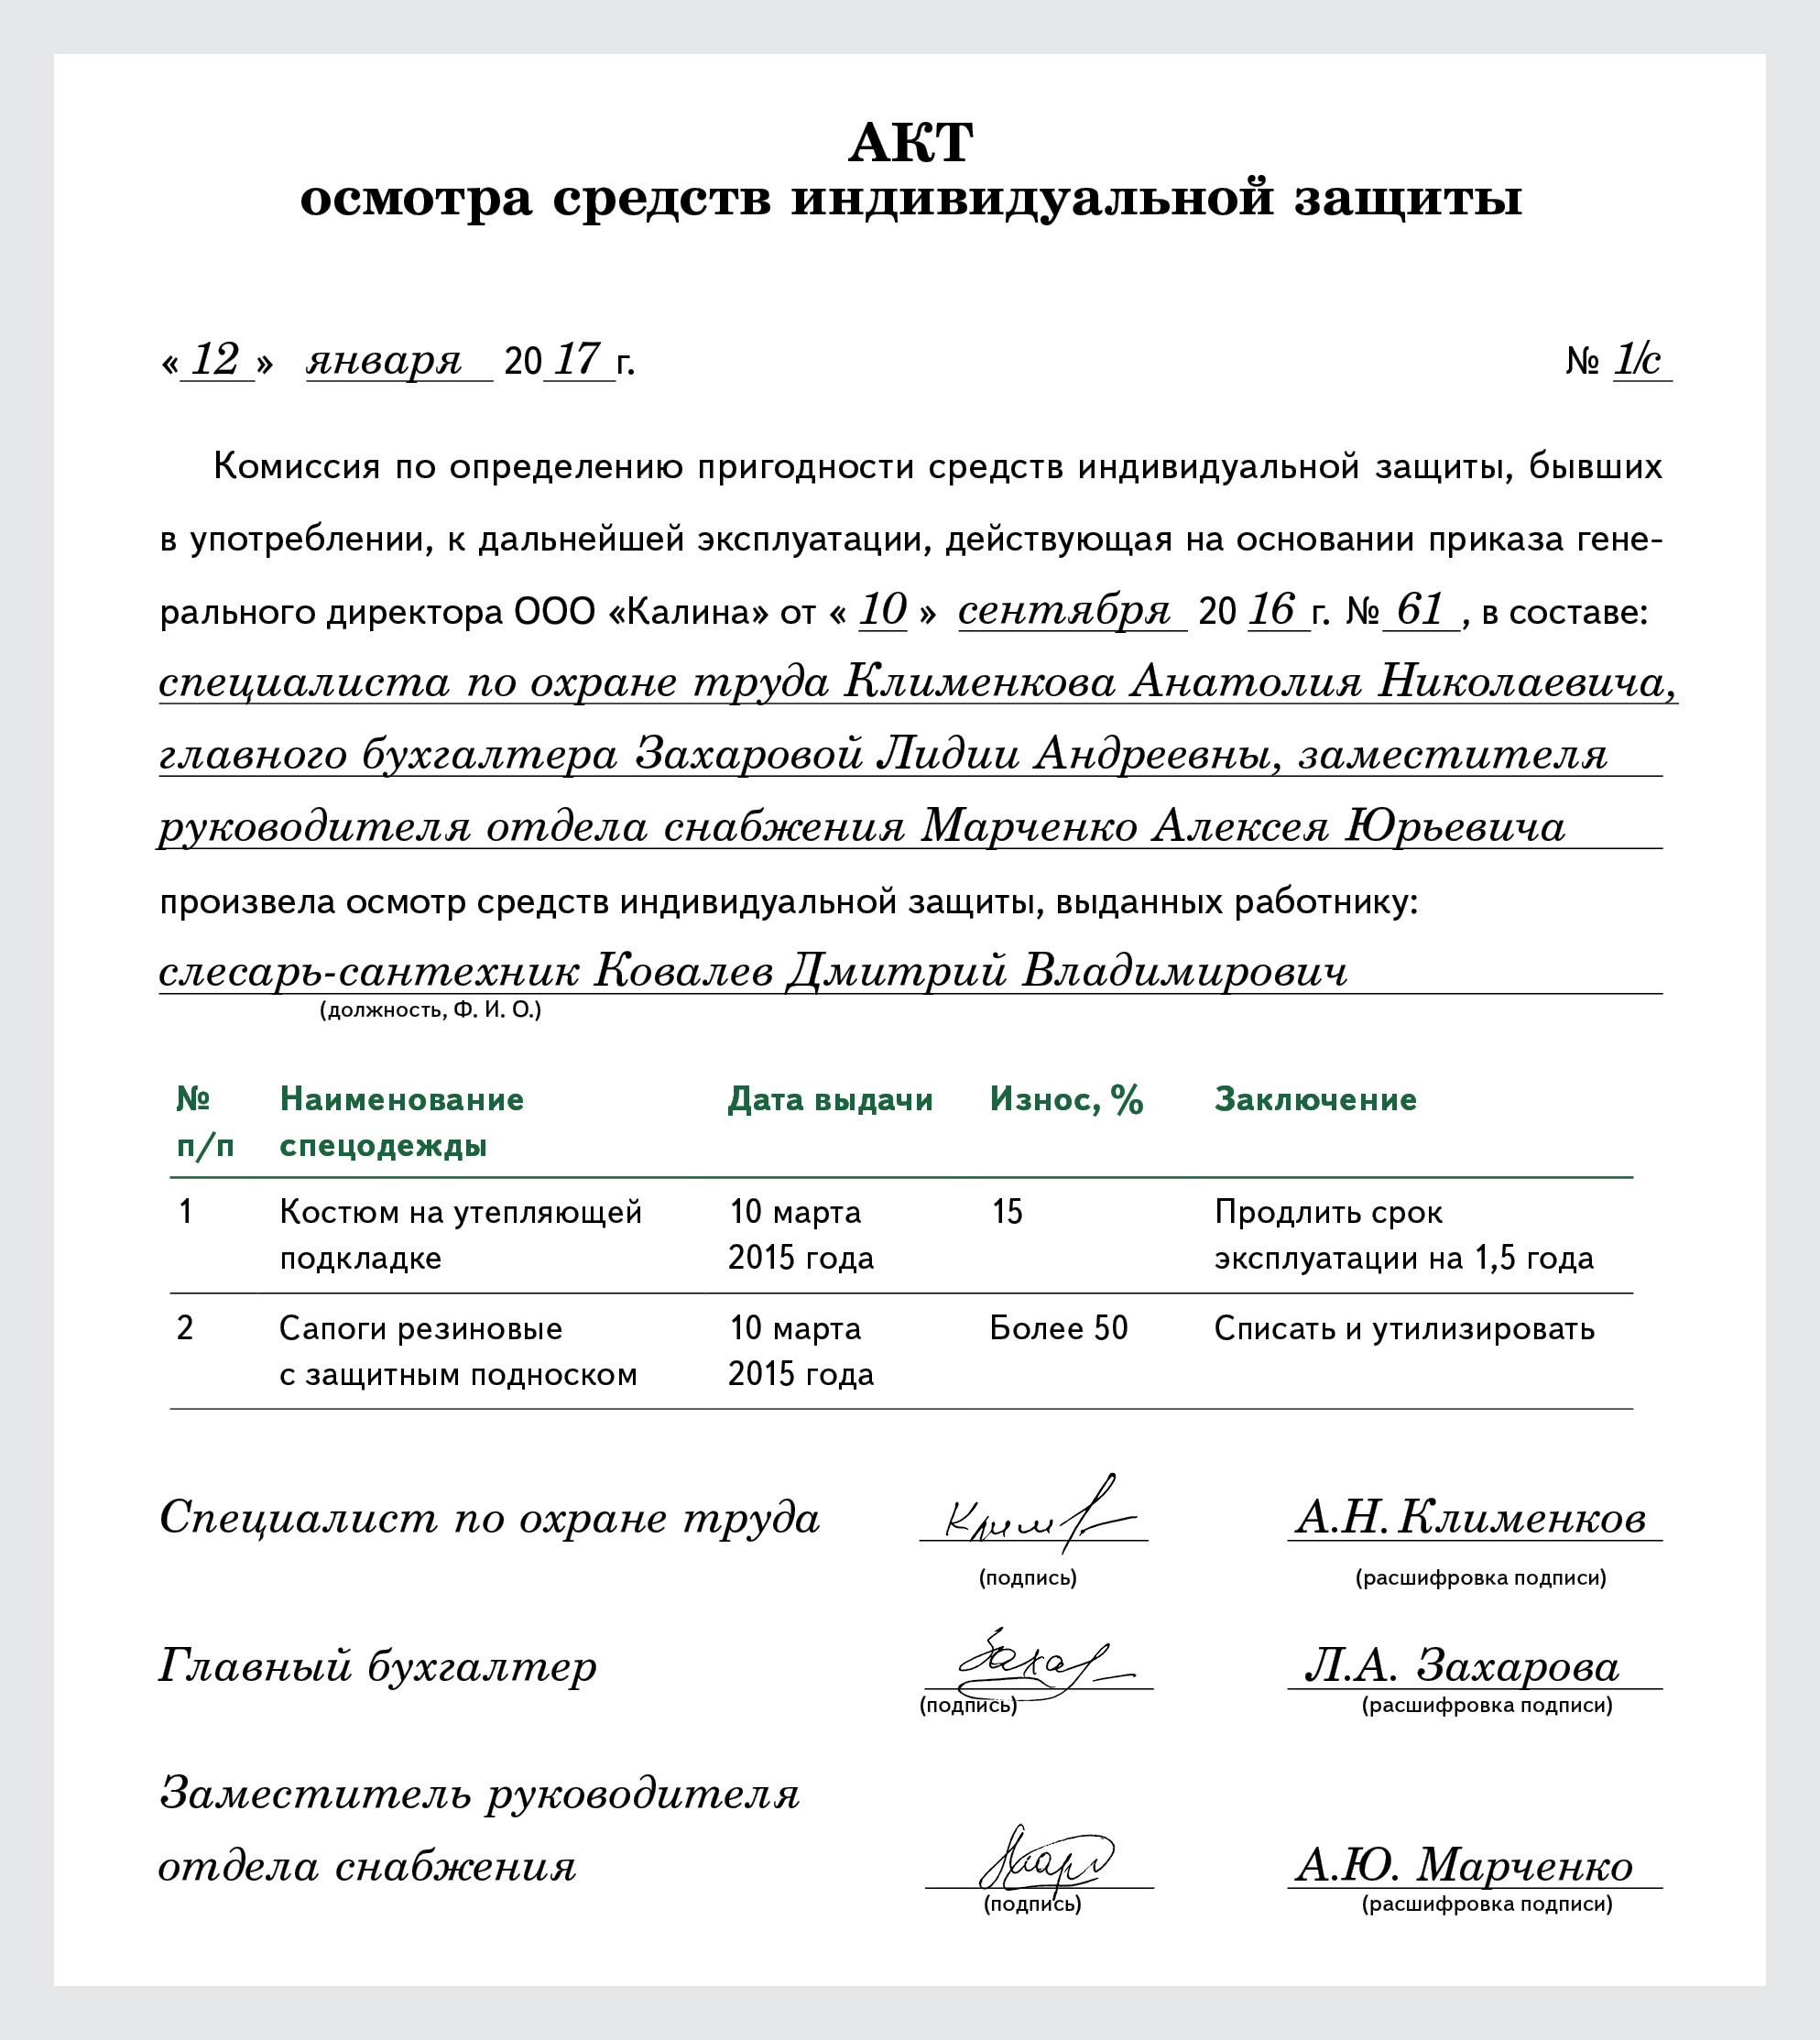 АКТ
осмотра средств индивидуальной защиты
«12» января 2017 г. № 1/с
Комиссия по определению пригодности средств индивидуальной защиты, бывших
в употреблении, к дальнейшей эксплуатации, действующая на основании приказа гене-
рального директора ООО «Калина» от «10» сентября 2016 г. № 61, в составе:
специалиста по охране труда Клименкова Анатолия Николаевича,
главного бухгалтера Захаровой Лидии Андреевны, заместителя
руководителя отдела снабжения Марченко Алексея Юрьевича
произвела осмотр средств индивидуальной защиты, выданных работнику:
слесарь-сантехник Ковалев Дмитрий Владимирович
(должность, Ф. И. О.)
№ Наименование Дата выдачи Износ, % Заключение
п/п спецодежды
1 Костюм на утепляющей 10 марта 15 Продлить срок
подкладке 2015 года эксплуатации на 1,5 года
2 Сапоги резиновые 10 марта Более 50 Списать и утилизировать
с защитным подноском 2015 года
Специалист по охране труда А.Н. Клименков
(подпись) (расшифровка подписи)
Главный бухгалтер Л.А. Захарова
(подпись) (расшифровка подписи)
Заместитель руководителя
отдела снабжения А.Ю. Марченко
(подпись) (расшифровка подписи)